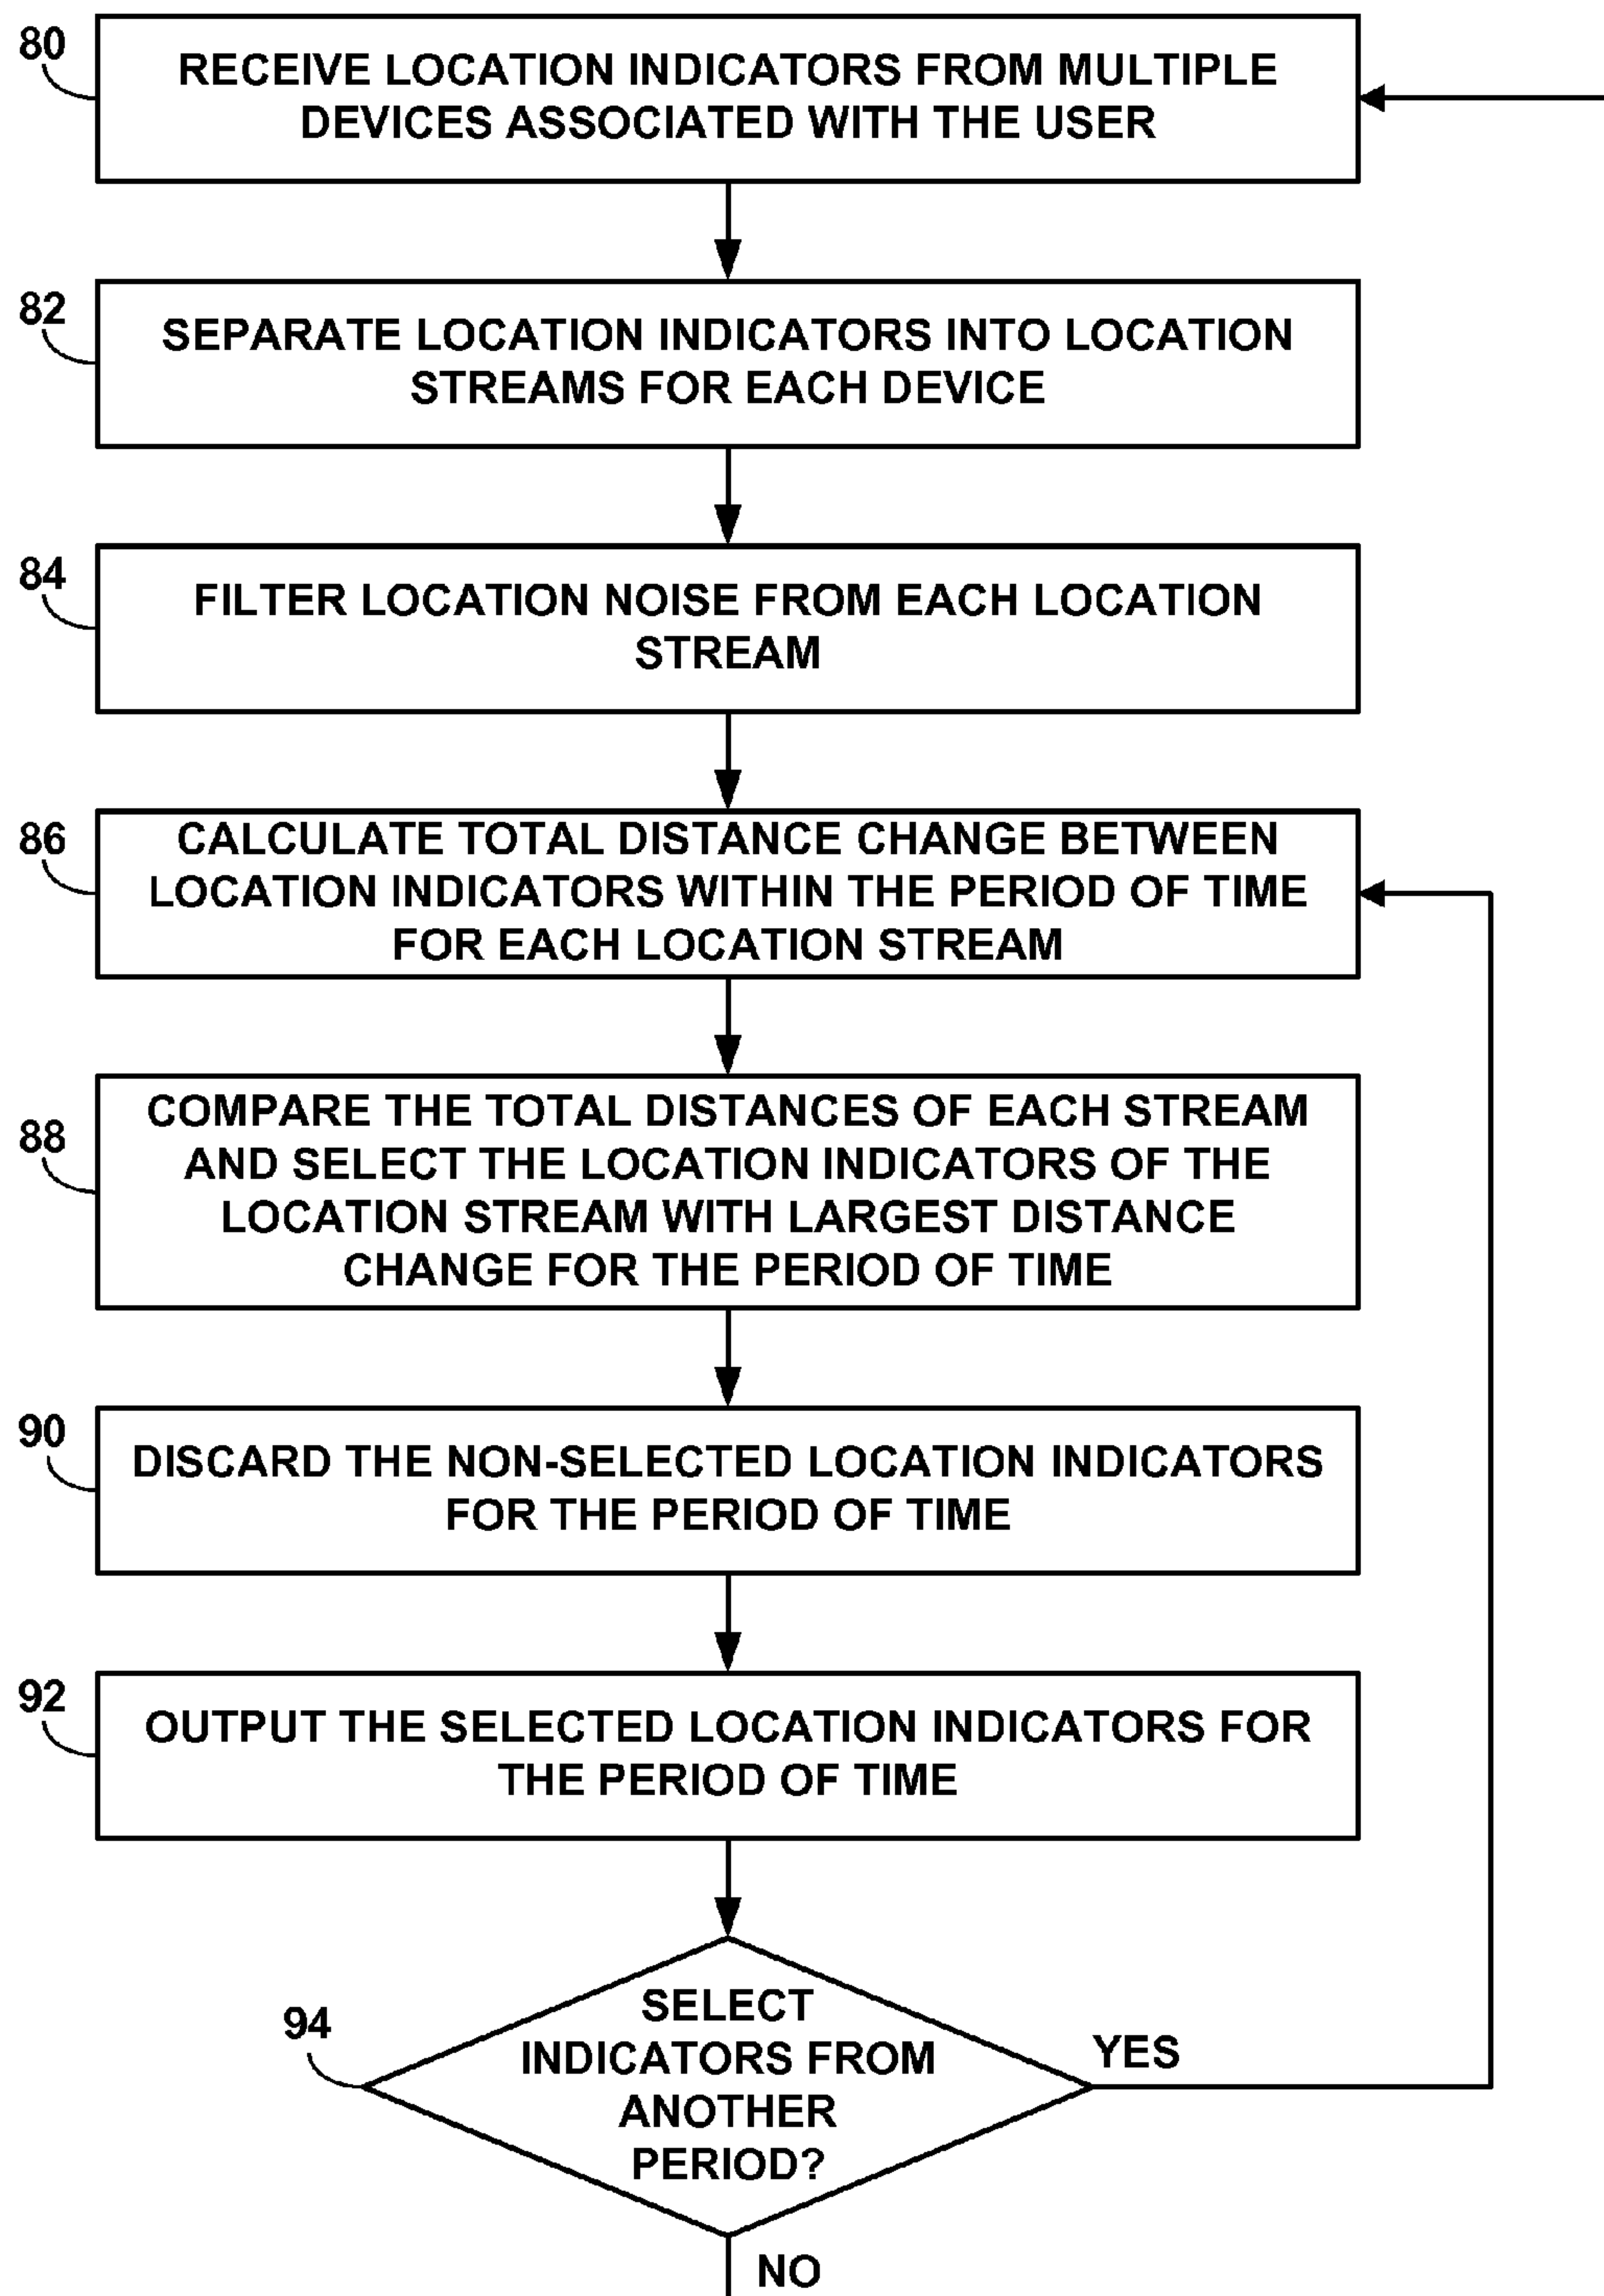 80
RECEIVE LOCATION INDICATORS FROM MULTIPLE
DEVICES ASSOCIATED WITH THE USER
82
SEPARATE LOCATION INDICATORS INTO LOCATION
STREAMS FOR EACH DEVICE
84
FILTER LOCATION NOISE FROM EACH LOCATION
STREAM
86
CALCULATE TOTAL DISTANCE CHANGE BETWEEN
LOCATION INDICATORS WITHIN THE PERIOD OF TIME
FOR EACH LOCATION STREAM
88
COMPARE THE TOTAL DISTANCES OF EACH STREAM
AND SELECT THE LOCATION INDICATORS OF THE
LOCATION STREAM WITH LARGEST DISTANCE
CHANGE FOR THE PERIOD OF TIME
90
DISCARD THE NON-SELECTED LOCATION INDICATORS
FOR THE PERIOD OF TIME
92
OUTPUT THE SELECTED LOCATION INDICATORS FOR
THE PERIOD OF TIME
94
SELECT
INDICATORS FROM
ANOTHER
PERIOD?
YES
NO